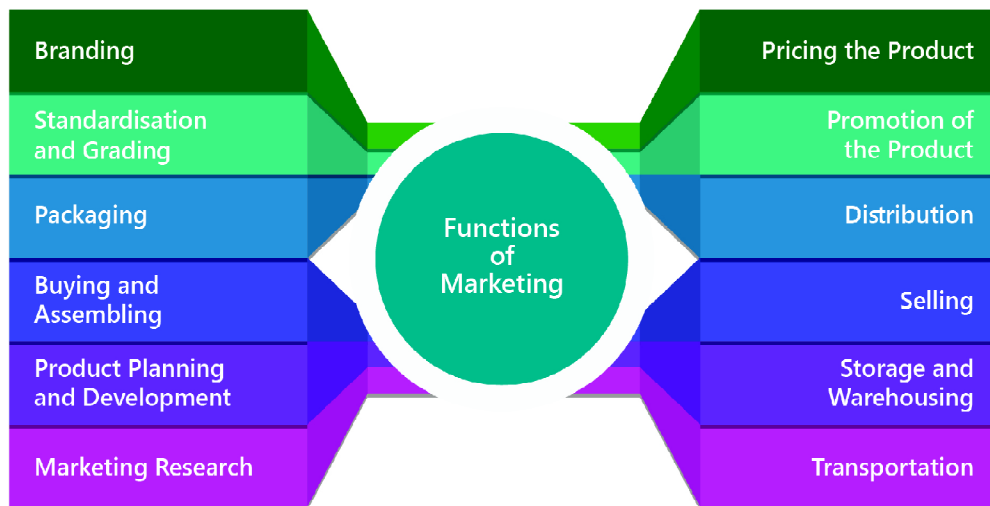 Branding
Standardisation
and Grading
Packaging
Buying and
Assembling
Product Planning
and Development
Marketing Research
Functions
of
Marketing
Pricing the Product
Promotion of
the Product
Distribution
Selling
Storage and
Warehousing
Transportation